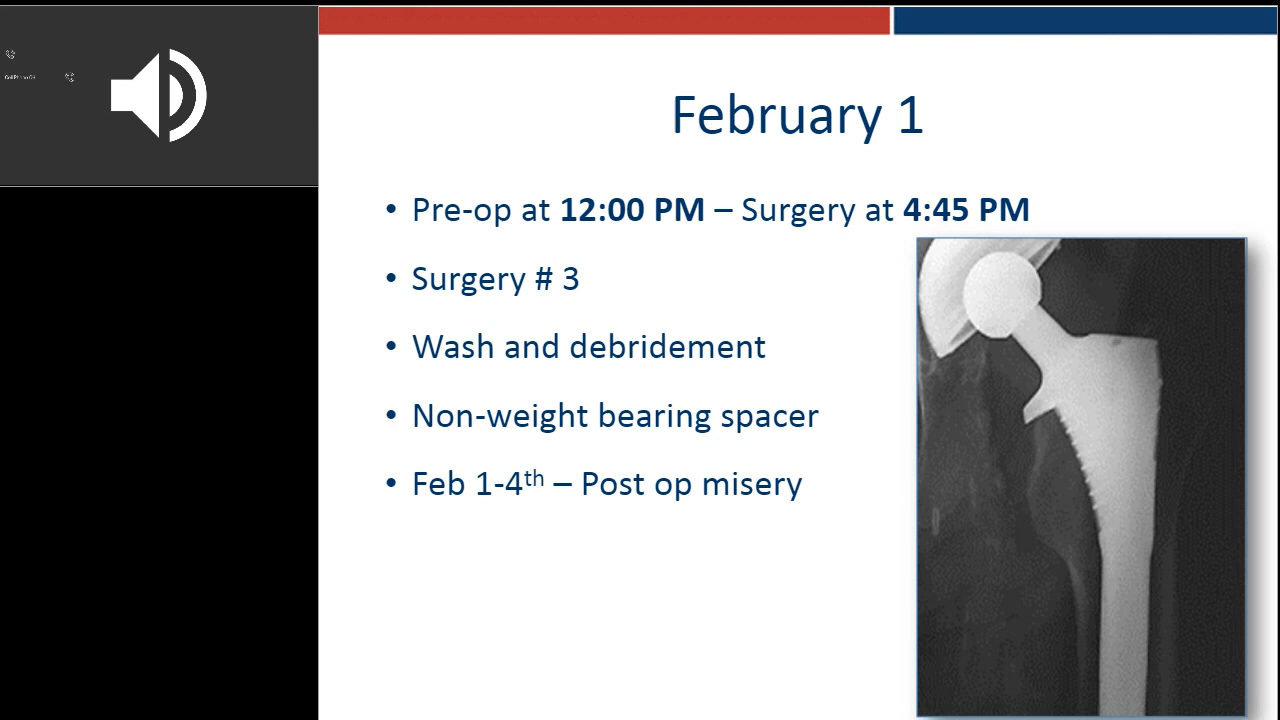 February 1
• Pre-op at 12:00 PM – Surgery at 4:45 PM
• Surgery # 3
• Wash and debridement
• Non-weight bearing spacer
• Feb 1-4th – Post op misery